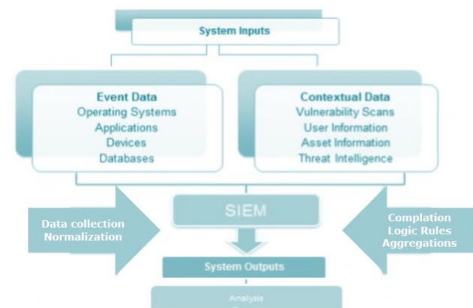 System Inputs
Event Data
Operating Systems
Applications
Devices
Databases
Contextual Data
Vulnerability Scans
User Information
Asset Information
Threat Intelligence
Data collection
Normalization
SIEM
Complation
Logic Rules
Aggregations
System Outputs
Analysis